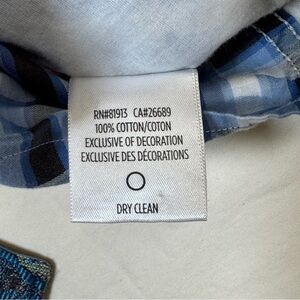 RN#81913 CA#26689
100% COTTON/COTON
EXCLUSIVE OF DECORATION
EXCLUSIVE DES DÉCORATIONS
DRY CLEAN